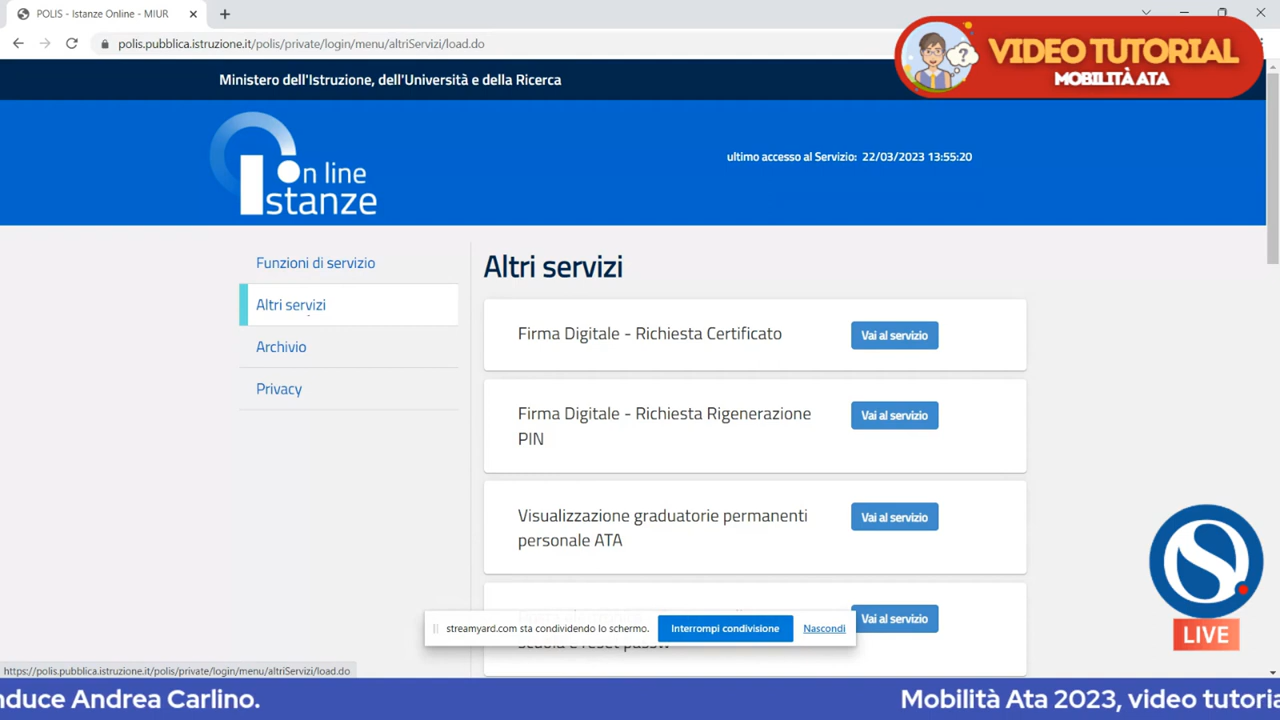 POLIS - Istanze Online - MIUR
polis.pubblica.istruzione.it/polis/private/login/menu/altriServizi/load.do
VIDEO TUTORIAL
MOBILITÀ ATA
Ministero dell'Istruzione, dell'Università e della Ricerca
Istanze
On line
ultimo accesso al Servizio: 22/03/2023 13:55:20
Funzioni di servizio
Altri servizi
Archivio
Privacy
Altri servizi
Firma Digitale - Richiesta Certificato
Vai al servizio
Firma Digitale - Richiesta Rigenerazione
PIN
Vai al servizio
Visualizzazione graduatorie permanenti
personale ATA
Vai al servizio
Vai al servizio
streamyard.com sta condividendo lo schermo.
Interrompi condivisione
Nascondi
LIVE
https://polis.pubblica.istruzione.it/polis/private/login/menu/altriServizi/load.do
nduce Andrea Carlino.
Mobilità Ata 2023, video tutoria